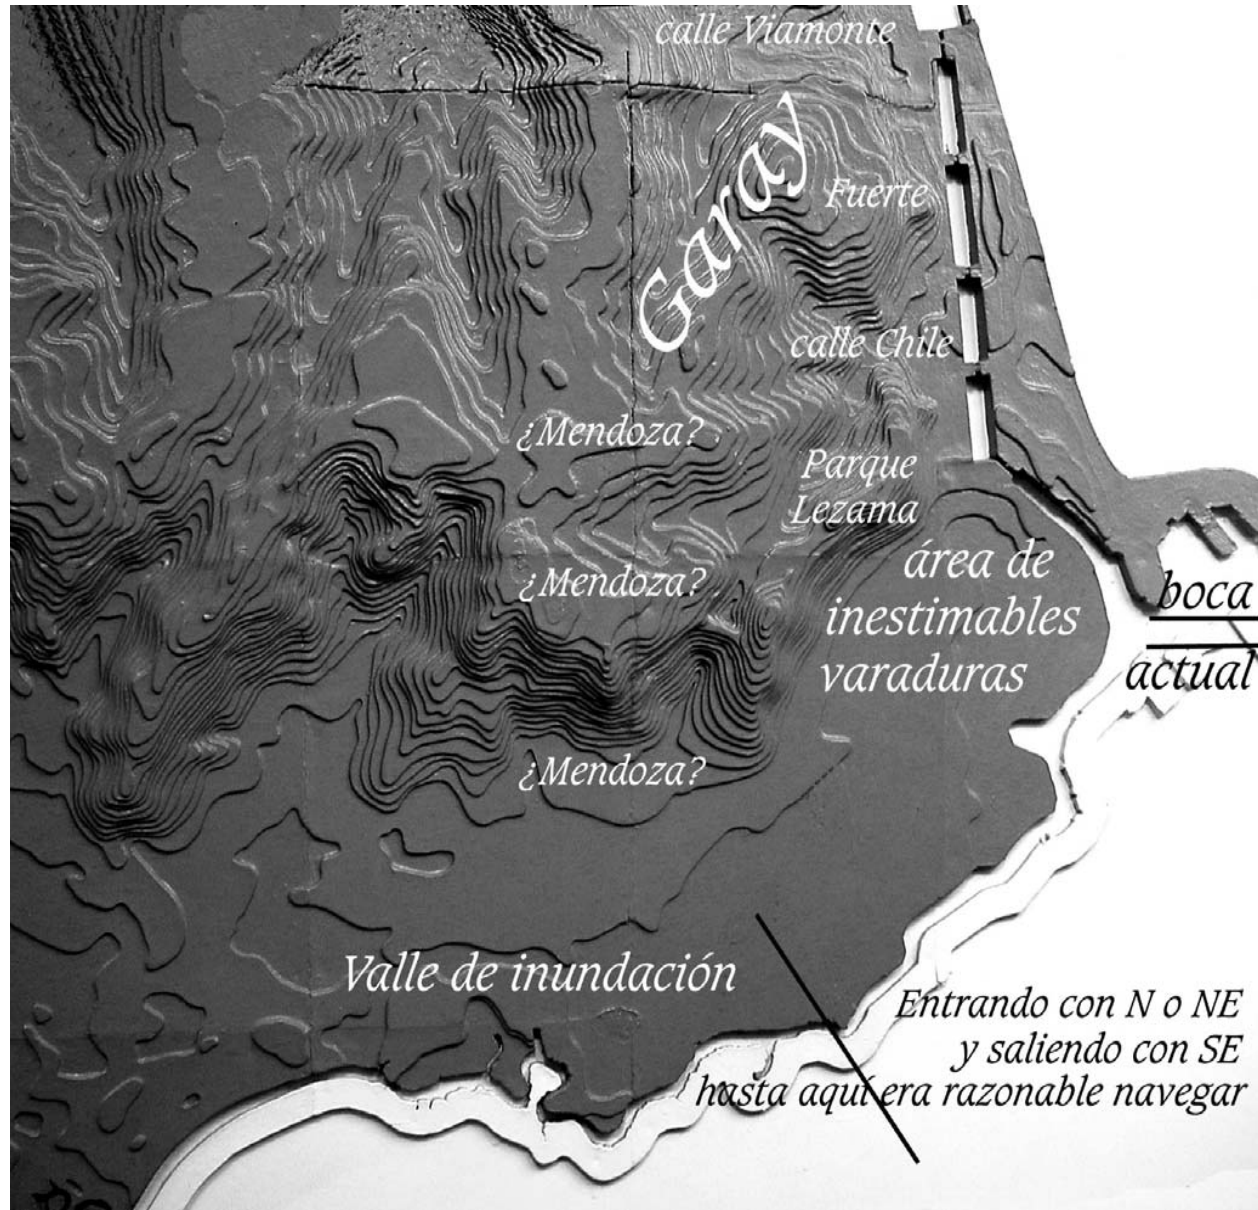 calle Viamonte
Garay
Fuerte
calle Chile
¿Mendoza?
Parque
Lezama
área de
inestimables
varaduras
¿Mendoza?
boca
actual
¿Mendoza?
Valle de inundación
Entrando con N o NE
y saliendo con SE
hasta aquí era razonable navegar